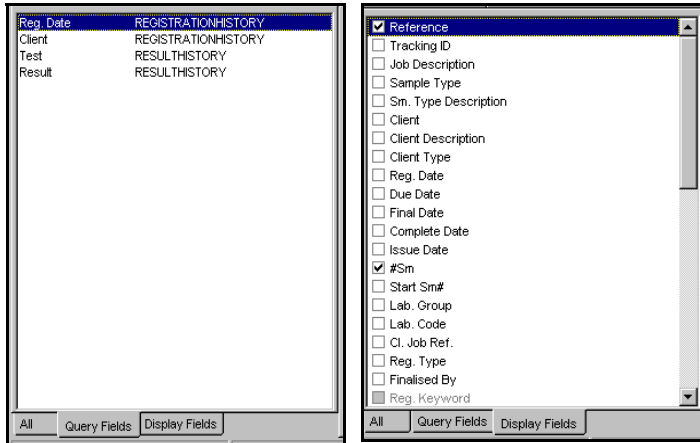 Reg. Date REGISTRATIONHISTORY
Client REGISTRATIONHISTORY
Test RESULTHISTORY
Result RESULTHISTORY
All Query Fields Display Fields
Reference
Tracking ID
Job Description
Sample Type
Sm. Type Description
Client
Client Description
Client Type
Reg. Date
Due Date
Final Date
Complete Date
Issue Date
#Sm
Start Sm#
Lab. Group
Lab. Code
Cl. Job Ref.
Reg. Type
Finalised By
Reg. Keyword
All Query Fields Display Fields